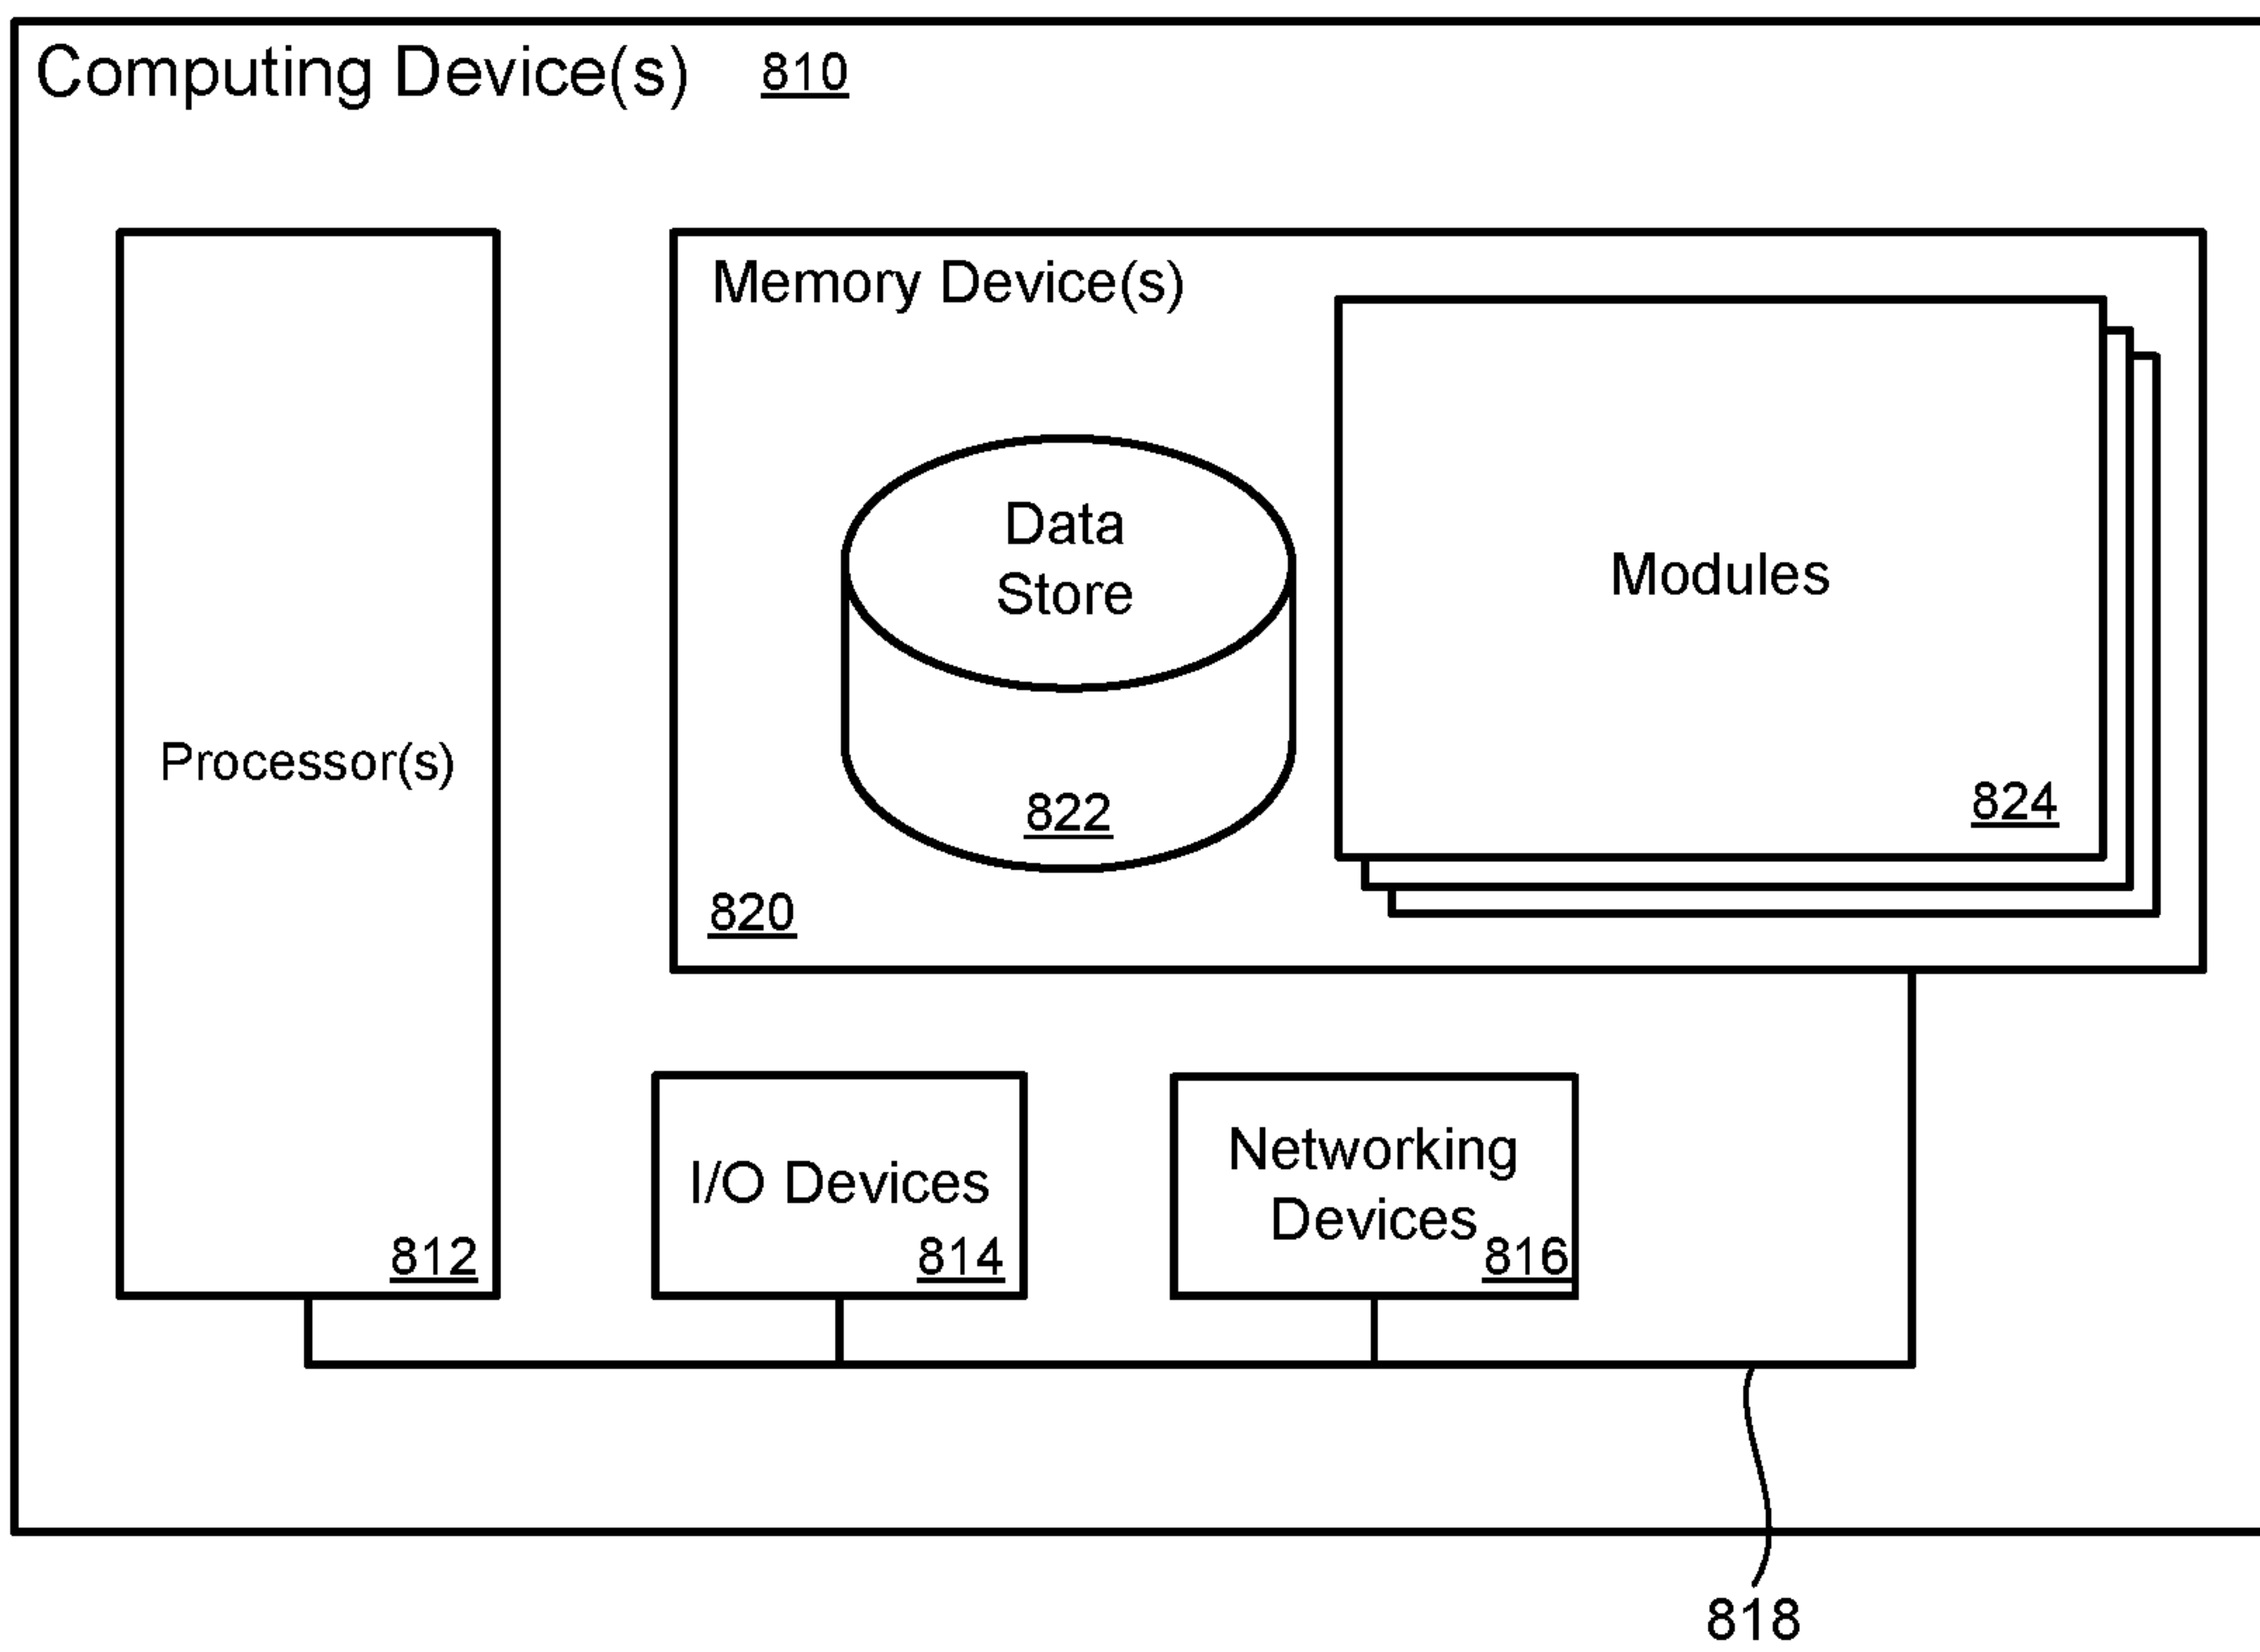 Computing Device(s) 810
Memory Device(s)
Data
Store
Modules
Processor(s)
822
824
820
I/O Devices
Networking
Devices
812
814
816
818